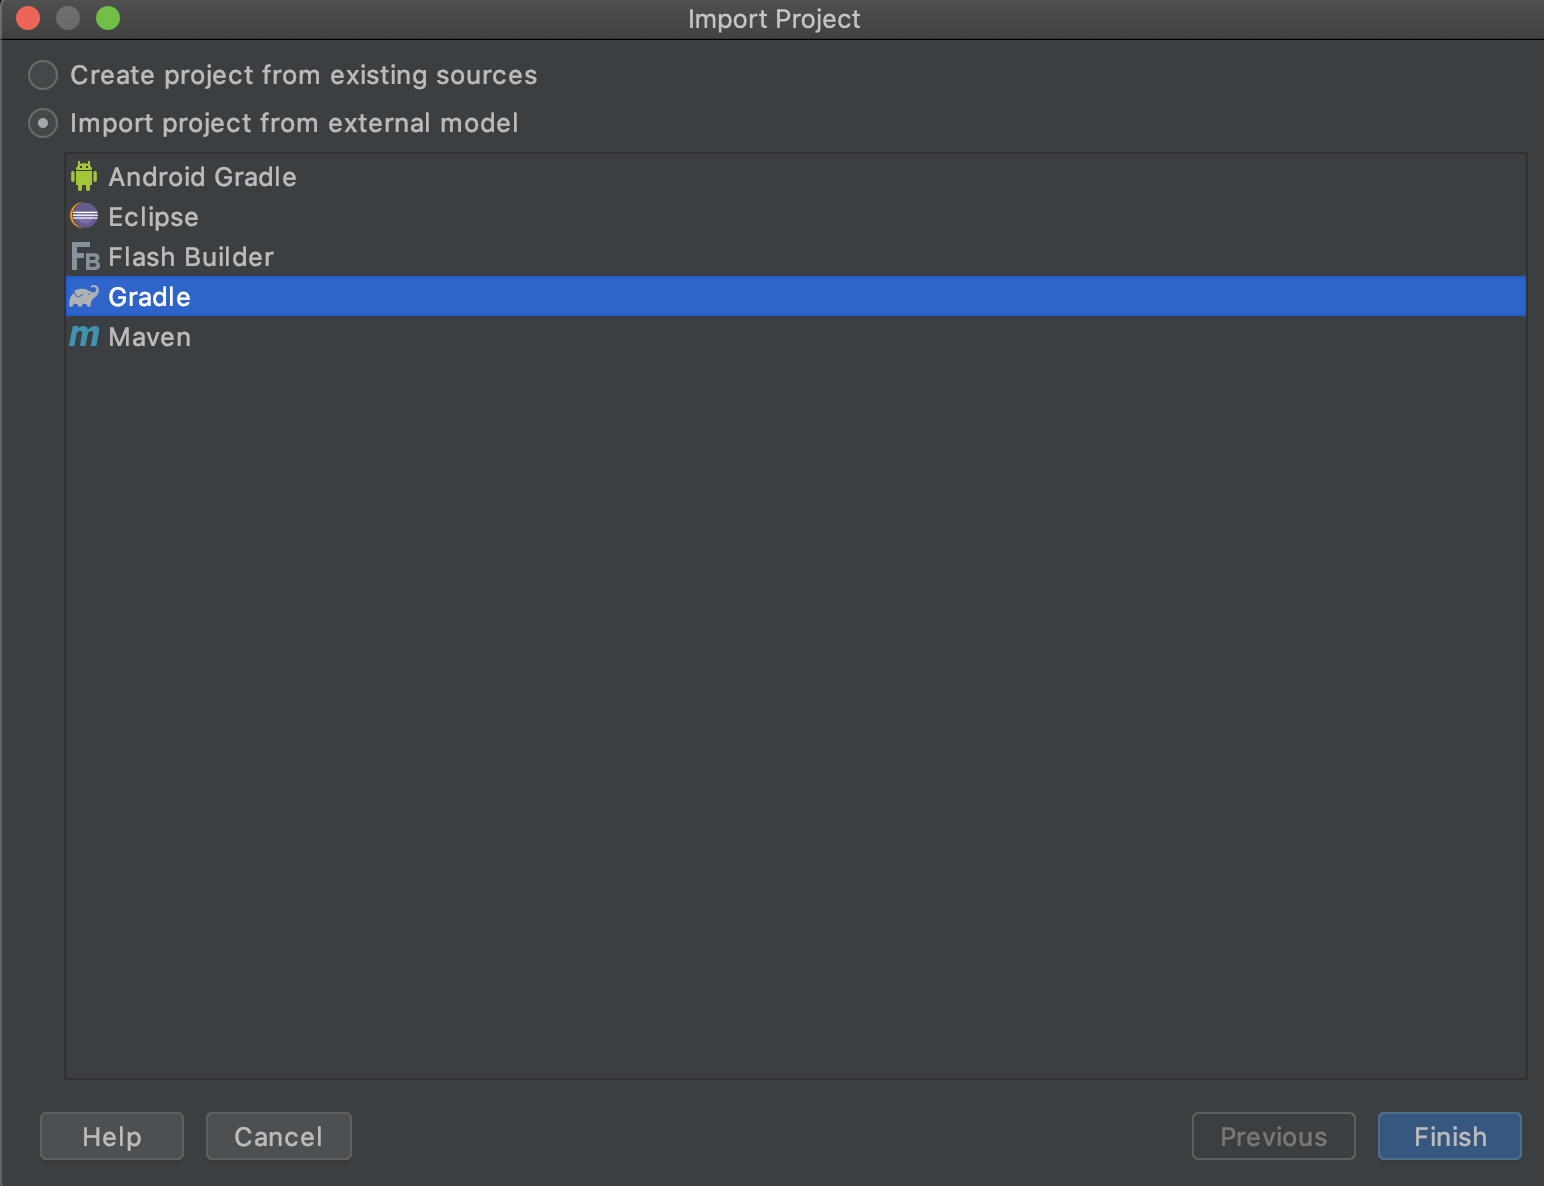 Import Project
Create project from existing sources
Import project from external model
Android Gradle
Eclipse
FB Flash Builder
Gradle
m Maven
Help Cancel Previous Finish